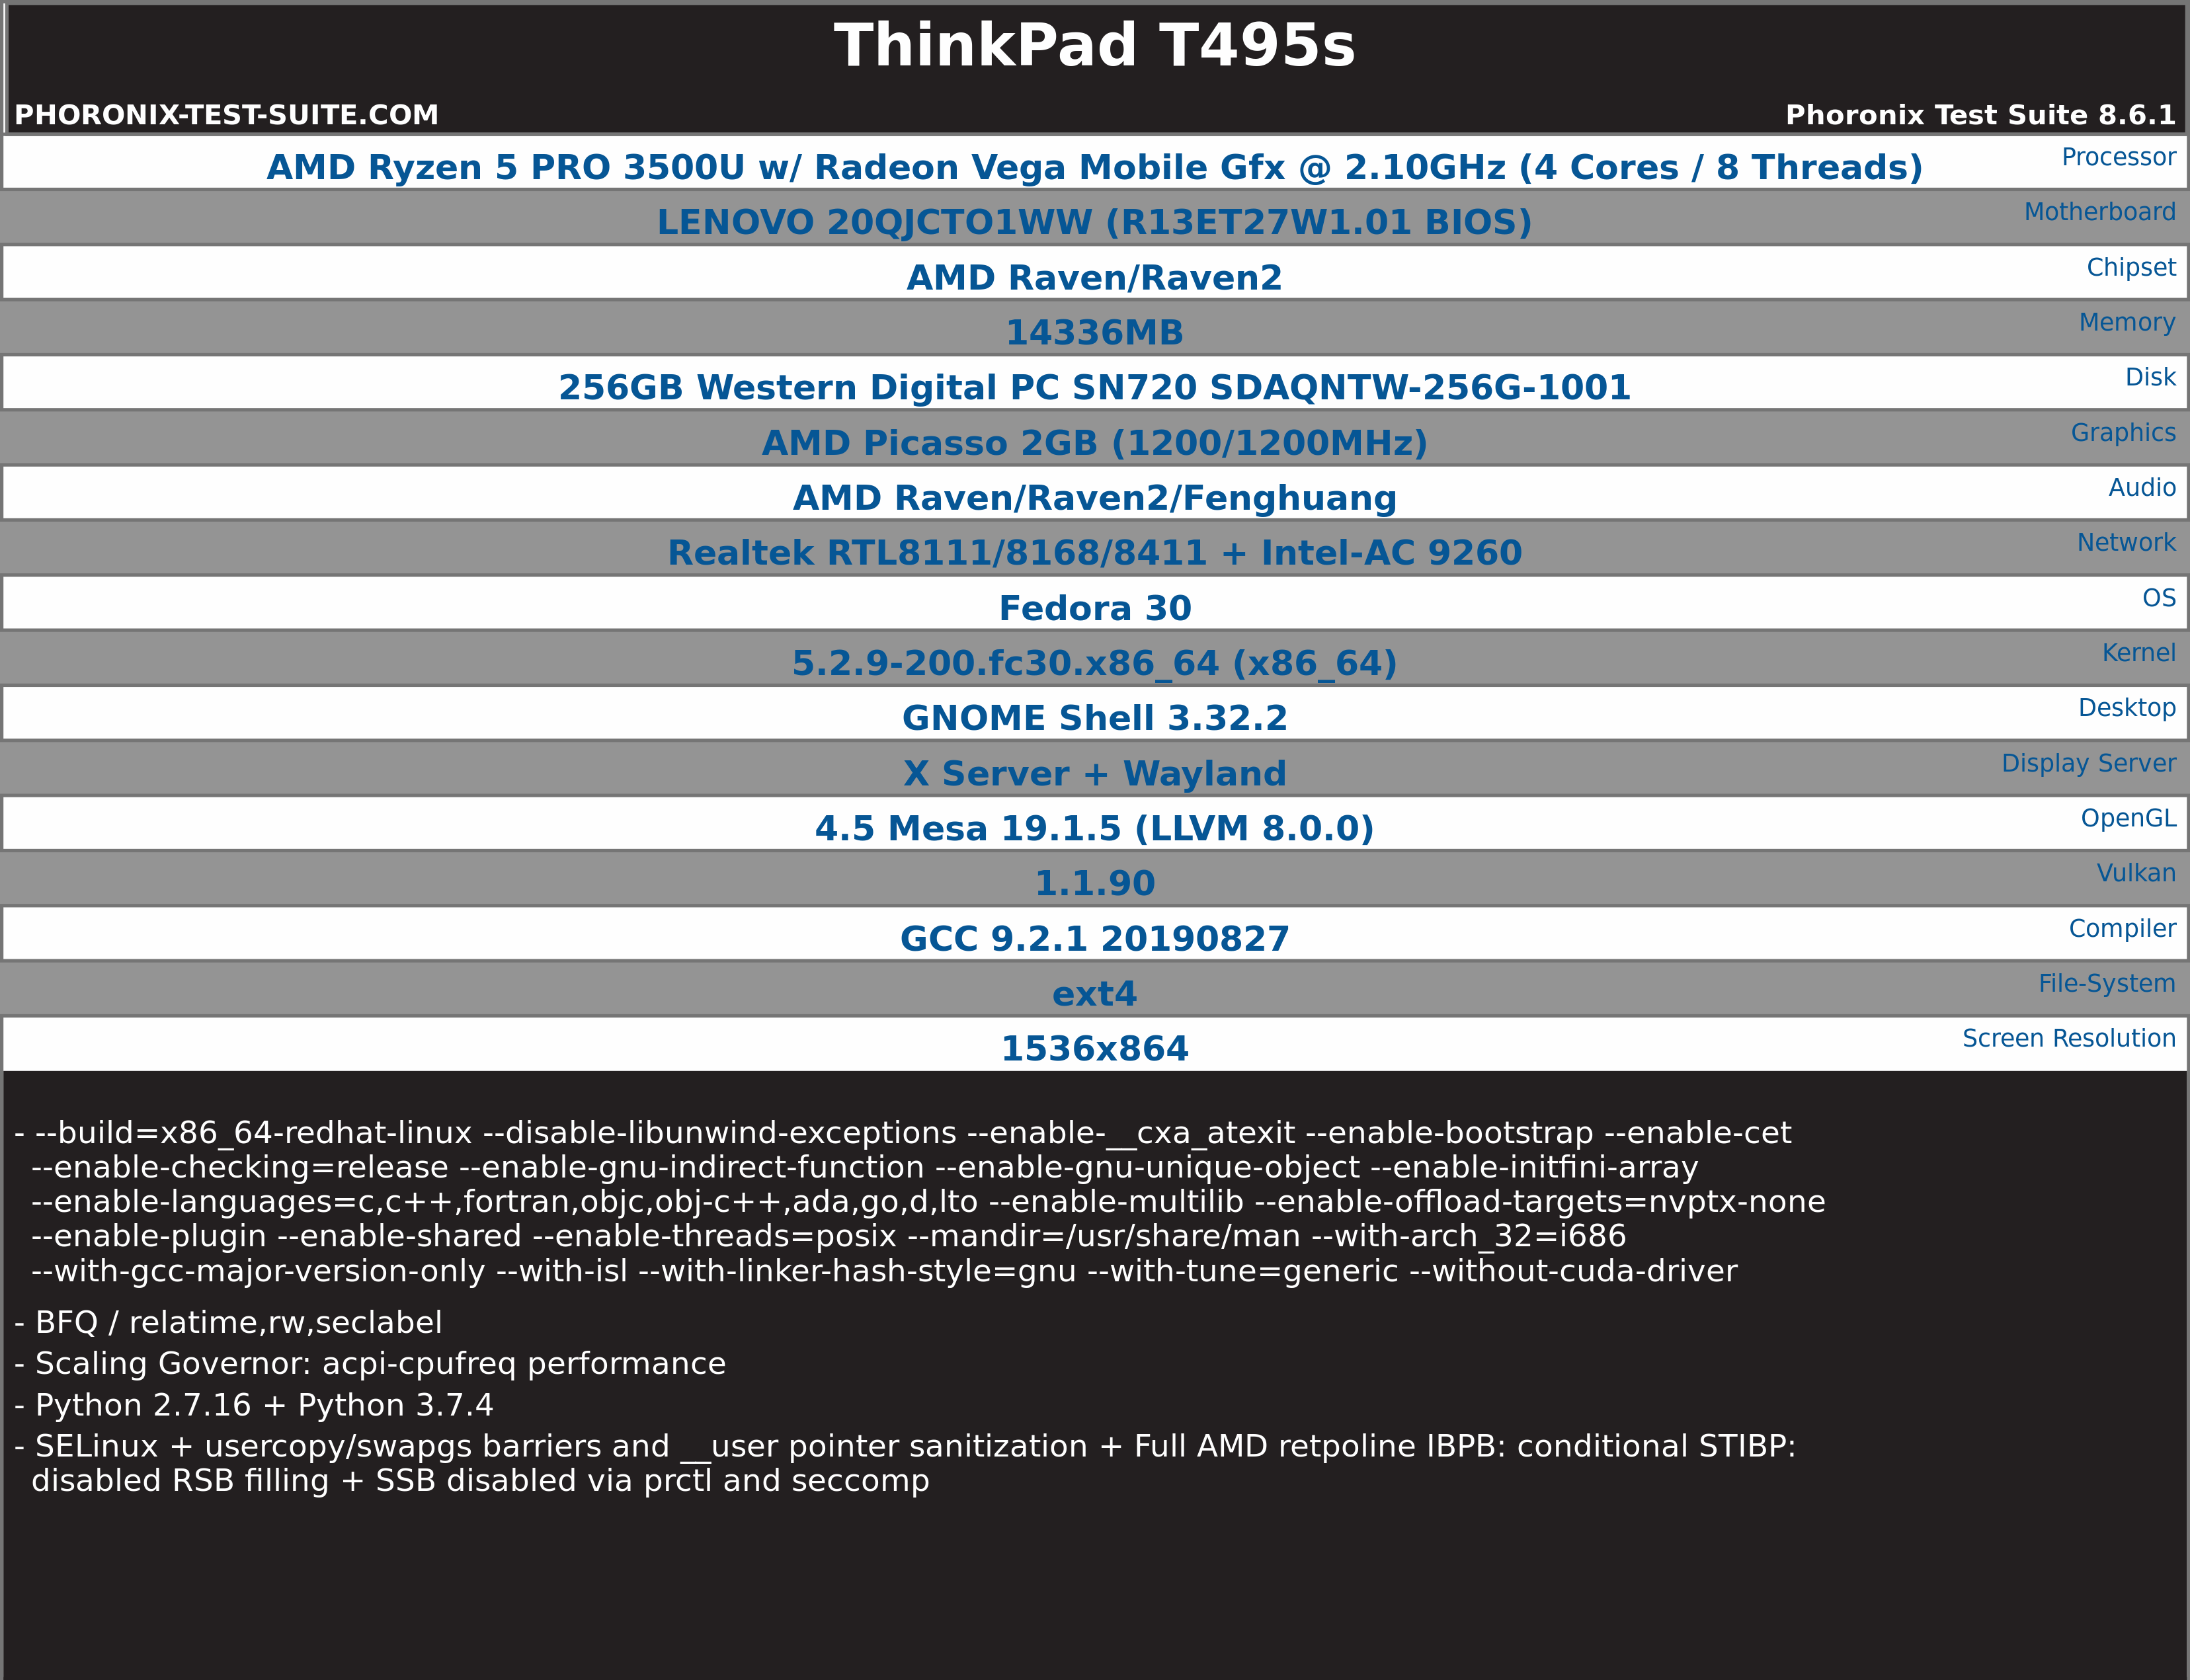 ThinkPad T495s
PHORONIX-TEST-SUITE.COM
Phoronix Test Suite 8.6.1
AMD Ryzen 5 PRO 3500U w/ Radeon Vega Mobile Gfx @ 2.10GHz (4 Cores / 8 Threads)
Processor
LENOVO 20QJCTO1WW (R13ET27W1.01 BIOS)
Motherboard
AMD Raven/Raven2
Chipset
14336MB
Memory
256GB Western Digital PC SN720 SDAQNTW-256G-1001
Disk
AMD Picasso 2GB (1200/1200MHz)
Graphics
AMD Raven/Raven2/Fenghuang
Audio
Realtek RTL8111/8168/8411 + Intel-AC 9260
Network
Fedora 30
OS
5.2.9-200.fc30.x86_64 (x86_64)
Kernel
GNOME Shell 3.32.2
Desktop
X Server + Wayland
Display Server
4.5 Mesa 19.1.5 (LLVM 8.0.0)
OpenGL
1.1.90
Vulkan
GCC 9.2.1 20190827
Compiler
ext4
File-System
1536x864
Screen Resolution
- --build=x86_64-redhat-linux --disable-libunwind-exceptions --enable-__cxa_atexit --enable-bootstrap --enable-cet
--enable-checking=release --enable-gnu-indirect-function --enable-gnu-unique-object --enable-initfini-array
--enable-languages=c,c++,fortran,objc,obj-c++,ada,go,d,lto --enable-multilib --enable-offload-targets=nvptx-none
--enable-plugin --enable-shared --enable-threads=posix --mandir=/usr/share/man --with-arch_32=i686
--with-gcc-major-version-only --with-isl --with-linker-hash-style=gnu --with-tune=generic --without-cuda-driver
- BFQ / relatime,rw,seclabel
- Scaling Governor: acpi-cpufreq performance
- Python 2.7.16 + Python 3.7.4
- SELinux + usercopy/swapgs barriers and __user pointer sanitization + Full AMD retpoline IBPB: conditional STIBP:
disabled RSB filling + SSB disabled via prctl and seccomp